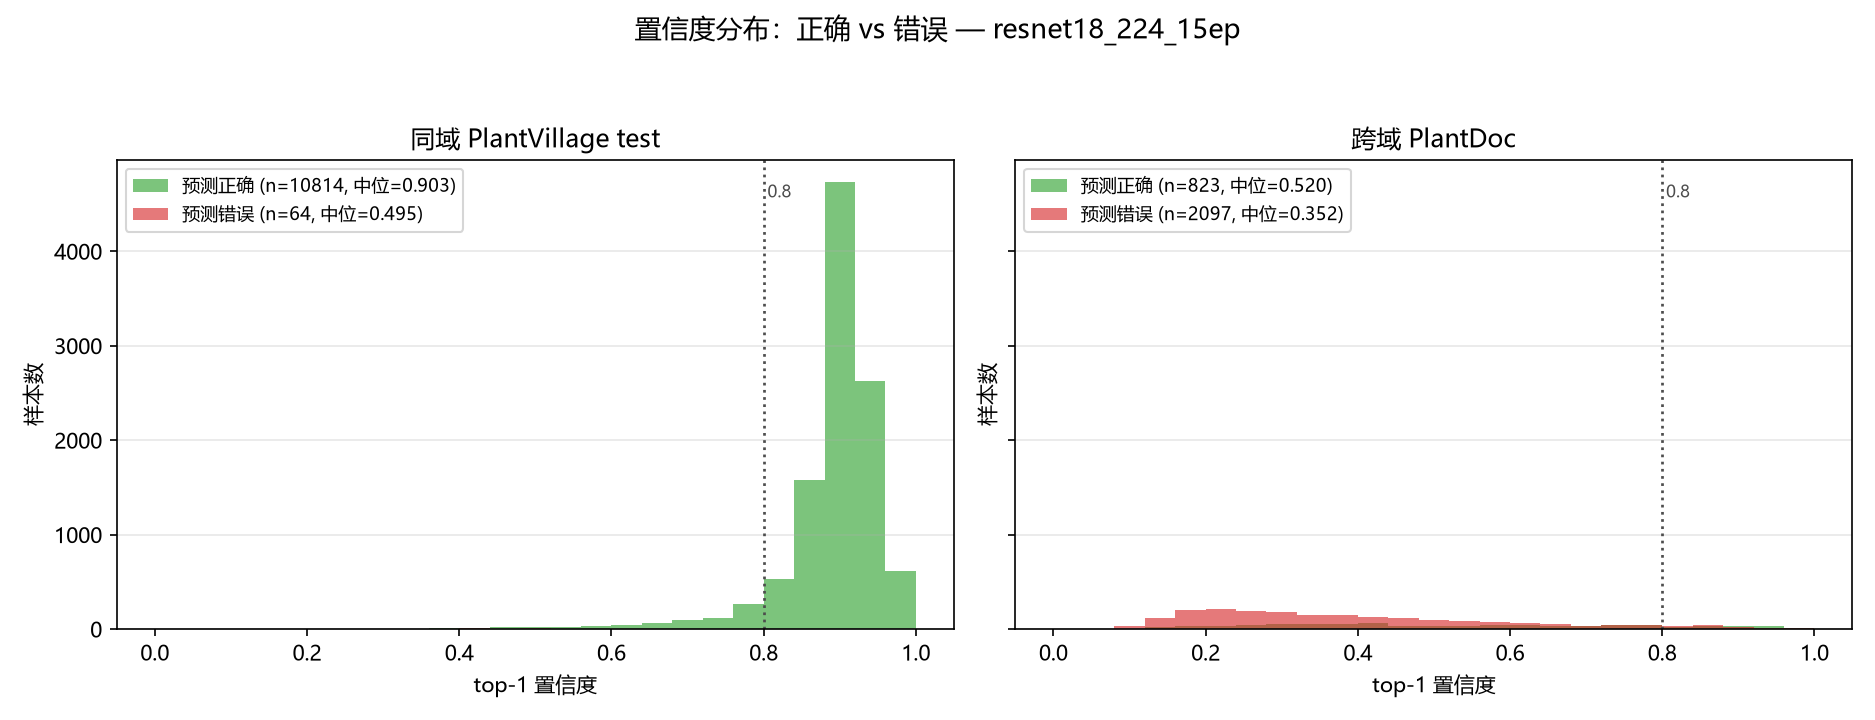 置信度分布：正确 vs 错误 — resnet18_224_15ep
同域 PlantVillage test
预测正确 (n=10814, 中位=0.903)
预测错误 (n=64, 中位=0.495)
0.8
样本数
4000
3000
2000
1000
0
0.0 0.2 0.4 0.6 0.8 1.0
top-1 置信度
跨域 PlantDoc
预测正确 (n=823, 中位=0.520)
预测错误 (n=2097, 中位=0.352)
0.8
样本数
0.0 0.2 0.4 0.6 0.8 1.0
top-1 置信度